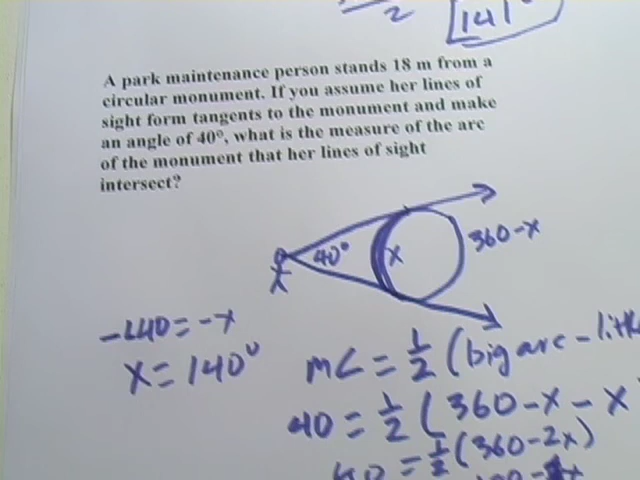 2
141°
A park maintenance person stands 18 m from a
circular monument. If you assume her lines of
sight form tangents to the monument and make
an angle of 40°, what is the measure of the arc
of the monument that her lines of sight
intersect?
40°
x
360-x
-140=-x
x=140°
m∠ = 1/2 (big arc - little
40 = 1/2 (360-x-x
40 = 1/2 (360-2x)